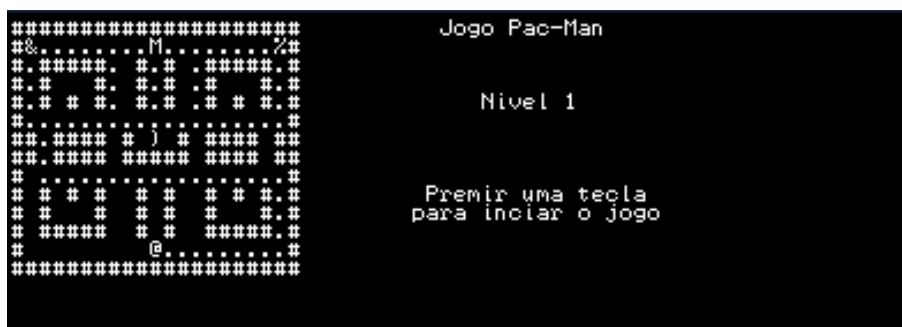 Jogo Pac-Man
Nivel 1
Premir uma tecla
para inciar o jogo
#####################
#&........M........%#
#.#####. #.# .#####.#
#.#   #. #.# .#   #.#
#.# # #. #.# .# # #.#
#...................#
##.#### # ) # #### ##
##.#### ##### #### ##
# ..................#
# # # #  # #  # # #.#
# #   #  # #  #   #.#
# #####  # #  #####.#
#         @.........#
#####################